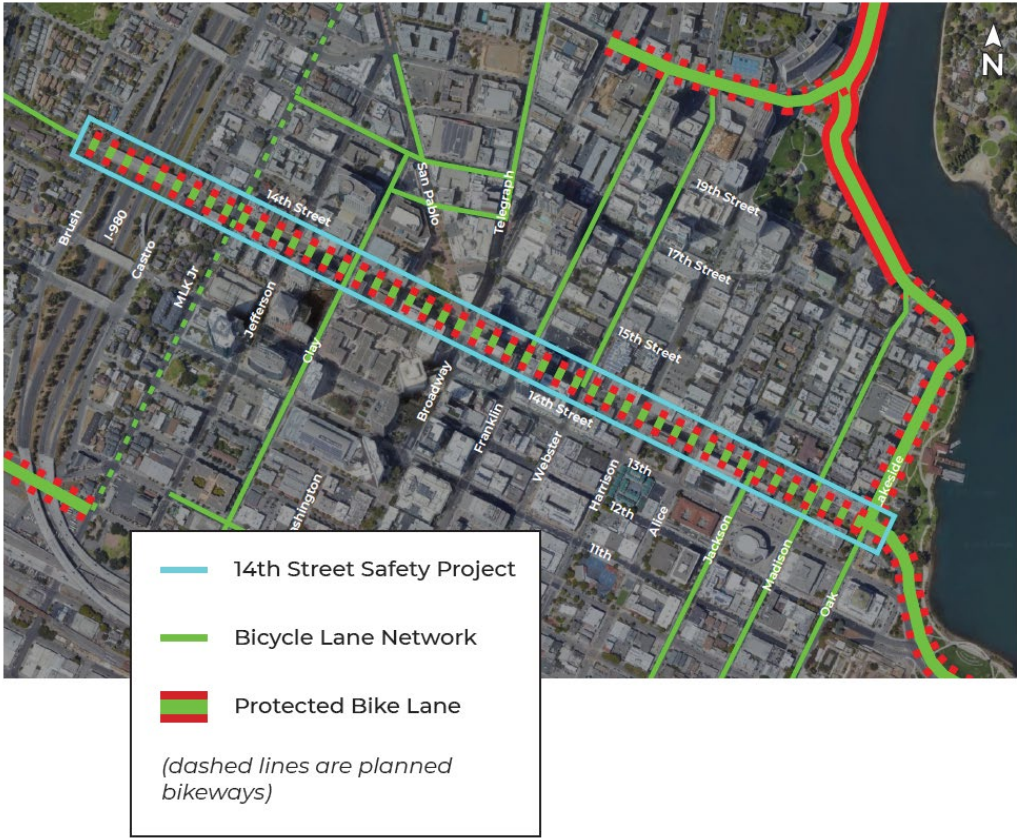 N
19th Street
17th Street
15th Street
14th Street
14th Street
San Pablo
Telegraph
Brush
I-980
Castro
MLK Jr
Jefferson
Clay
Broadway
Franklin
Webster
Harrison
Alice
13th
12th
11th
Jackson
Madison
Oak
akeside
ashington
14th Street Safety Project
Bicycle Lane Network
Protected Bike Lane
(dashed lines are planned
bikeways)